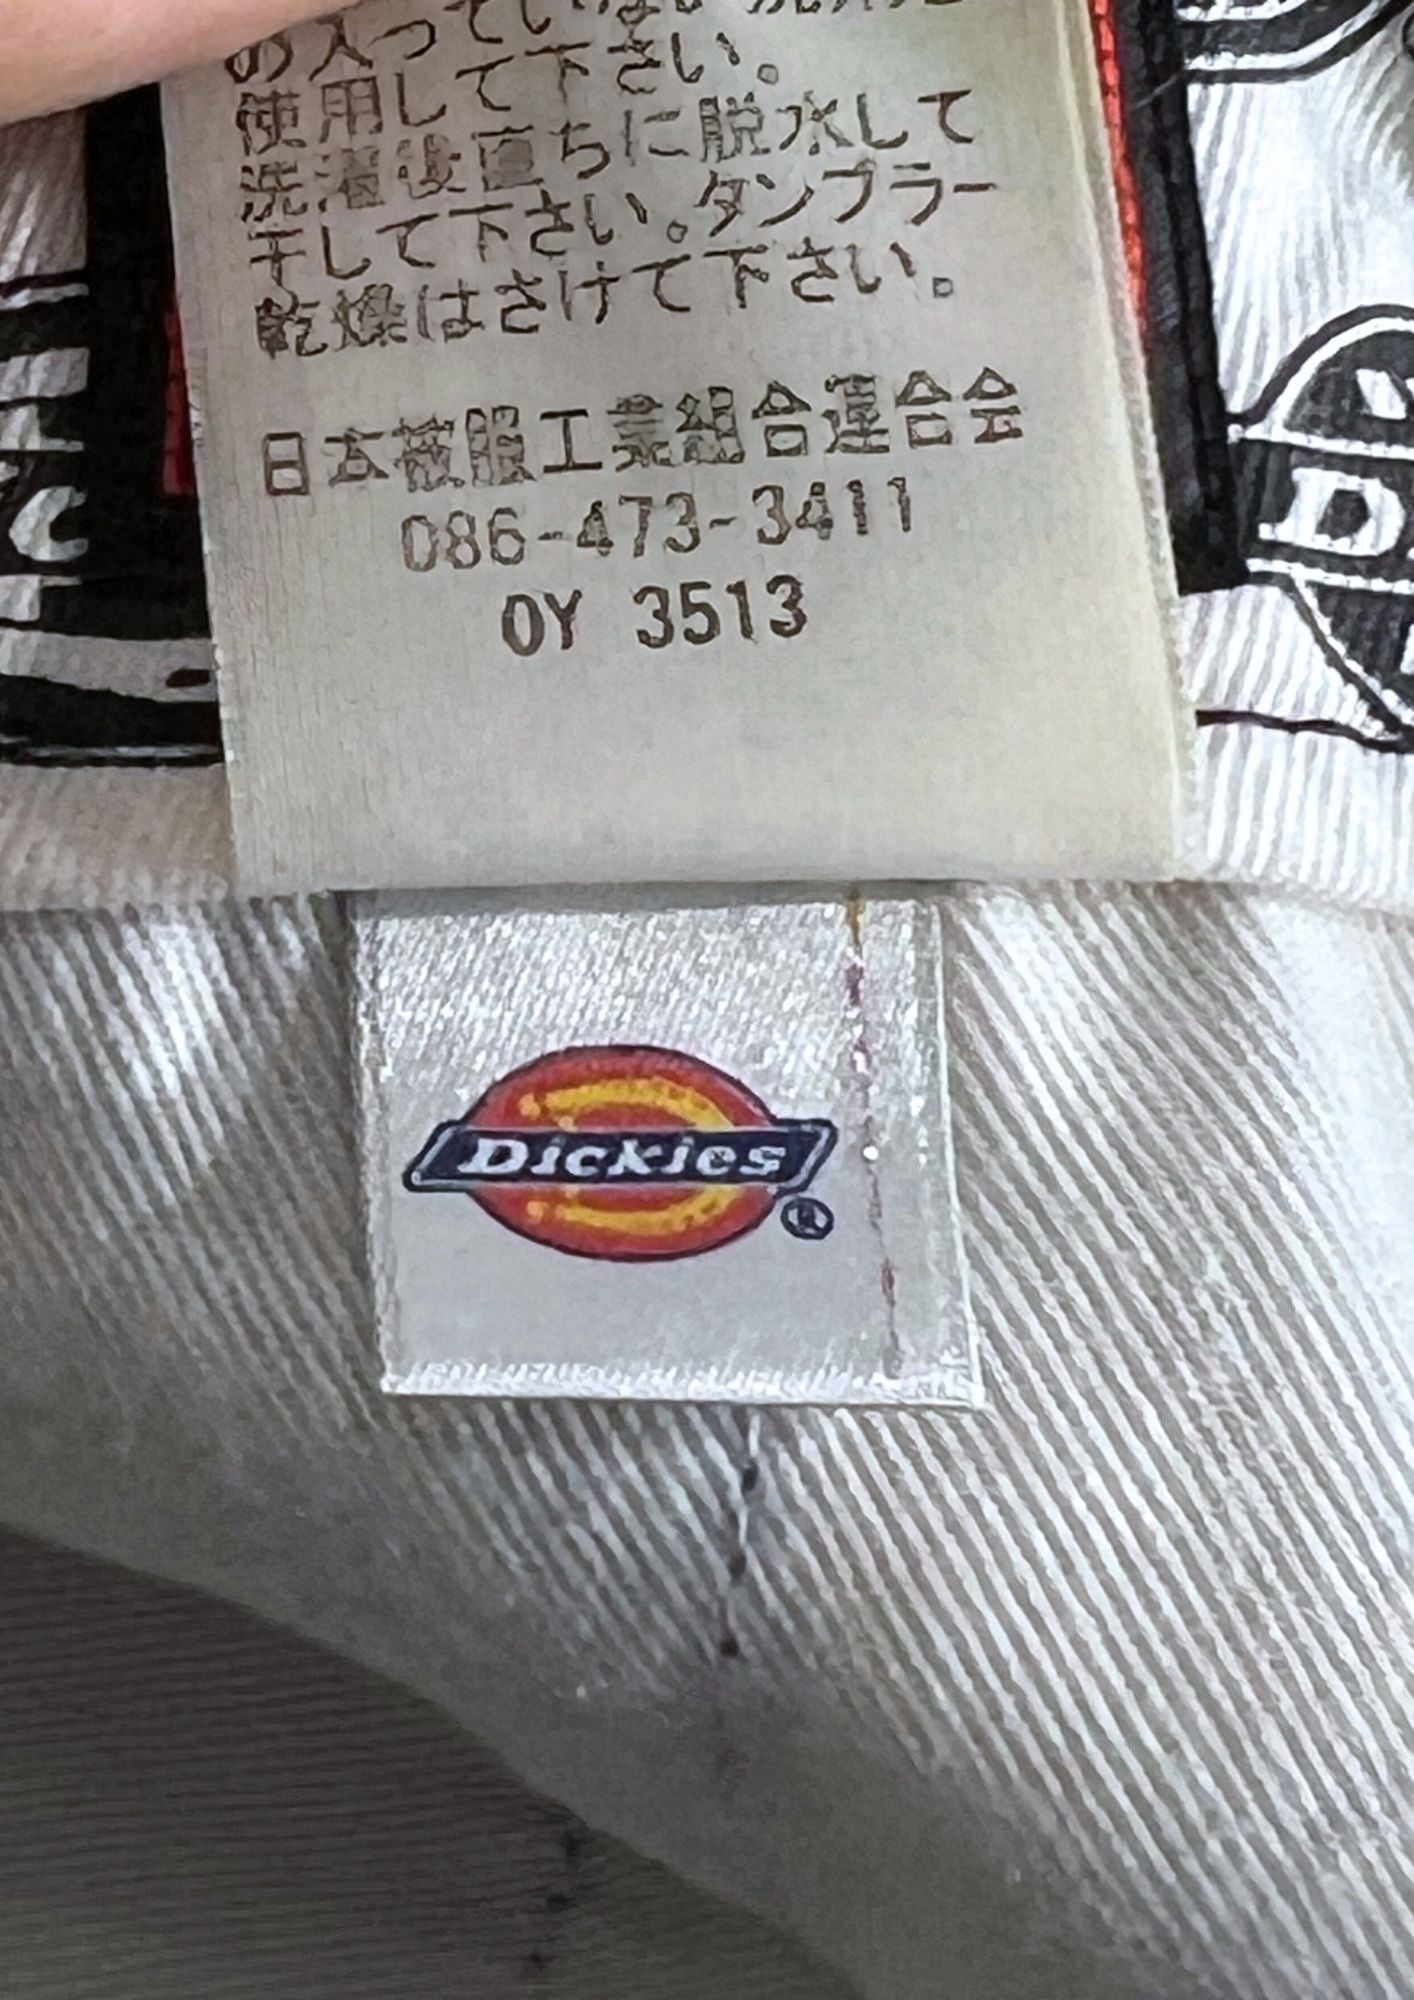 の入っていない洗剤を
使用して下さい。
洗濯後直ちに脱水して
干して下さい。タンブラー
乾燥はさけて下さい。
日本被服工業組合連合会
086-473-3411
OY 3513
Dickies
®